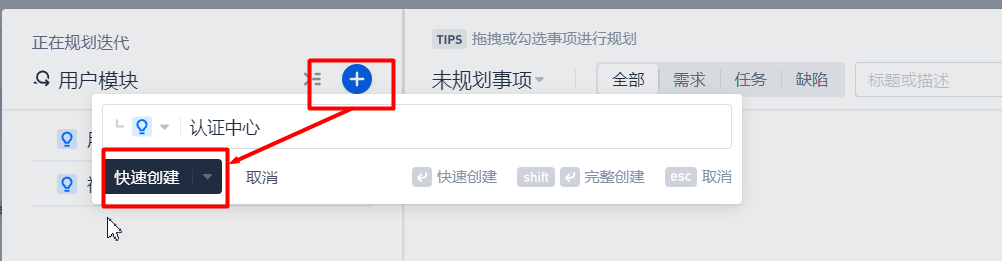 正在规划迭代
用户模块
TIPS 拖拽或勾选事项进行规划
未规划事项 全部 需求 任务 缺陷 标题或描述
认证中心
快速创建 取消 快速创建 shift 完整创建 esc 取消